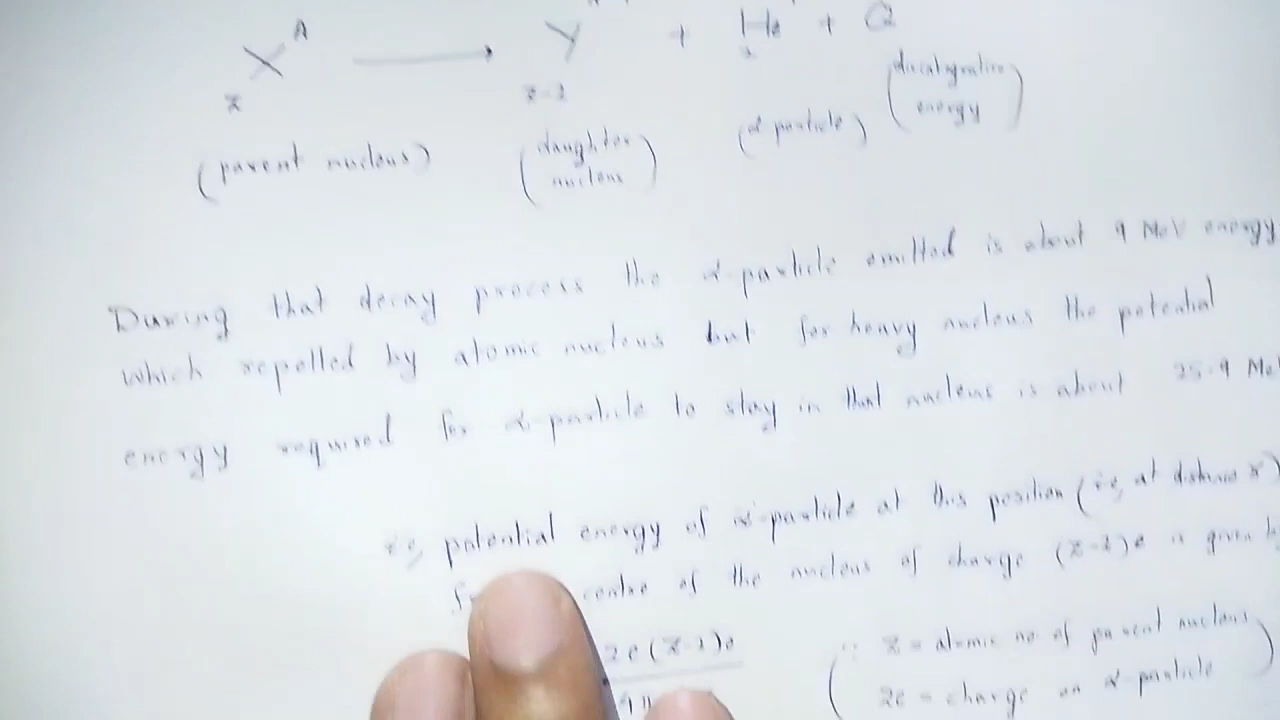 X A → Y + He + Q
Z Z-2 2
(parent nucleus) (daughter nucleus) (α particle) (disintegration energy)
During that decay process the α-particle emitted is about 9 MeV energy
which repelled by atomic nucleus but for heavy nucleus the potential
energy required for α-particle to stay in that nucleus is about 25.9 MeV
ie, potential energy of α-particle at this position (ie, at distance r)
centre of the nucleus of charge (Z-2)e is given by
2e(Z-2)e (∵ Z = atomic no of parent nucleus
2e = charge on α-particle)